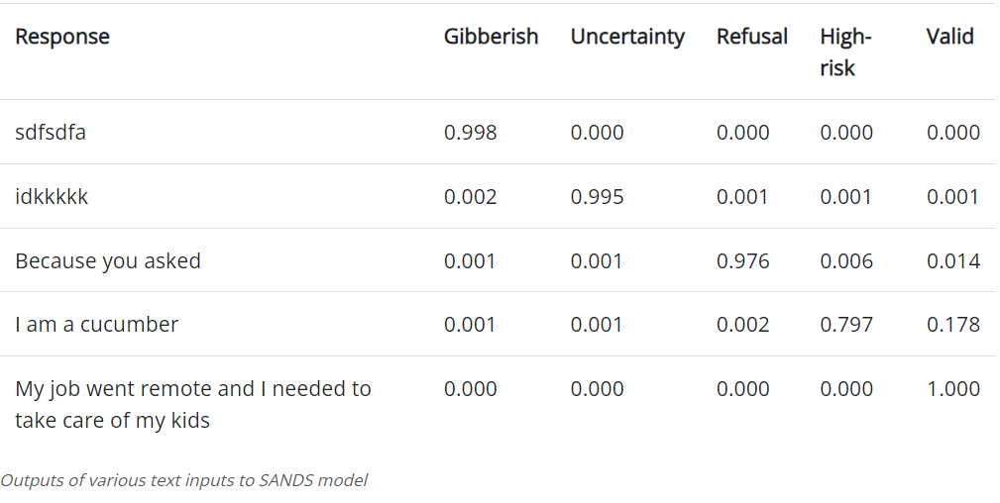 Response Gibberish Uncertainty Refusal High-
risk Valid
sdfsdfa 0.998 0.000 0.000 0.000 0.000
idkkkkk 0.002 0.995 0.001 0.001 0.001
Because you asked 0.001 0.001 0.976 0.006 0.014
I am a cucumber 0.001 0.001 0.002 0.797 0.178
My job went remote and I needed to 0.000 0.000 0.000 0.000 1.000
take care of my kids
Outputs of various text inputs to SANDS model